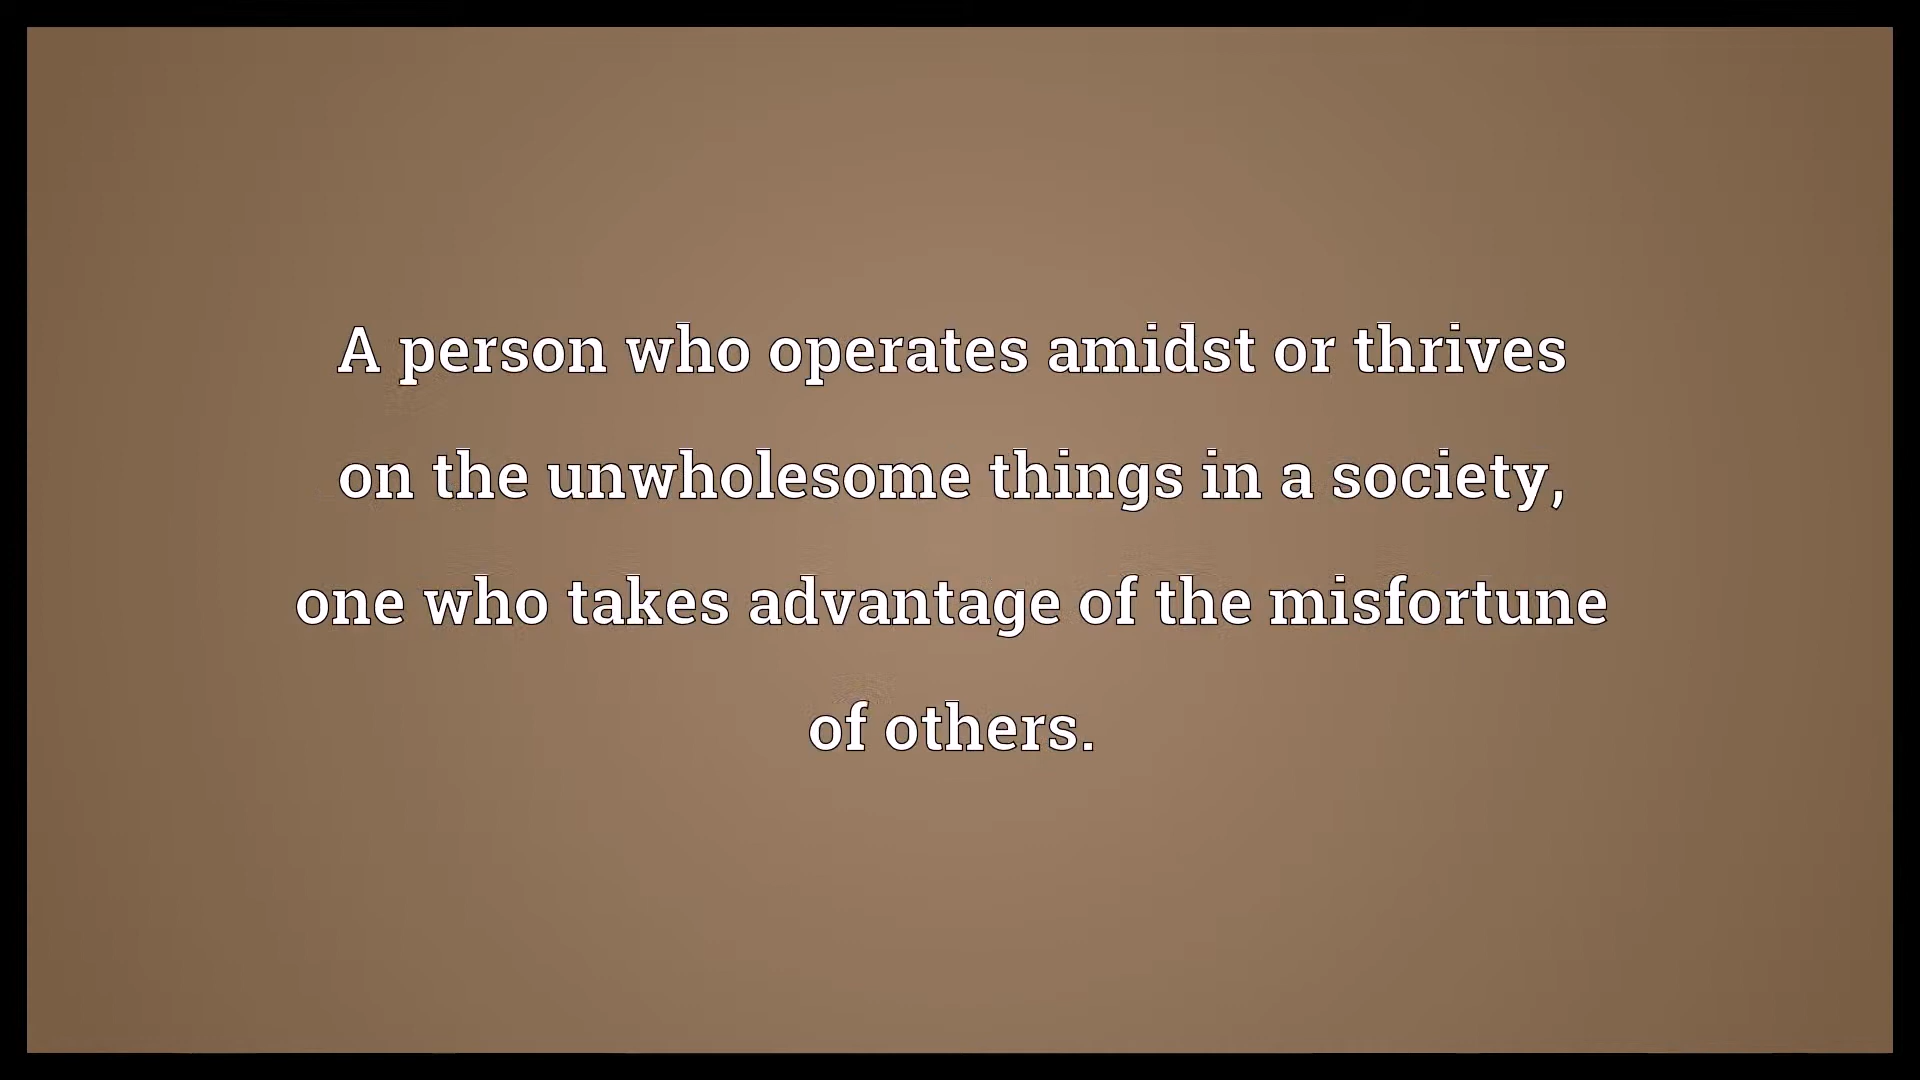 A person who operates amidst or thrives
on the unwholesome things in a society,
one who takes advantage of the misfortune
of others.